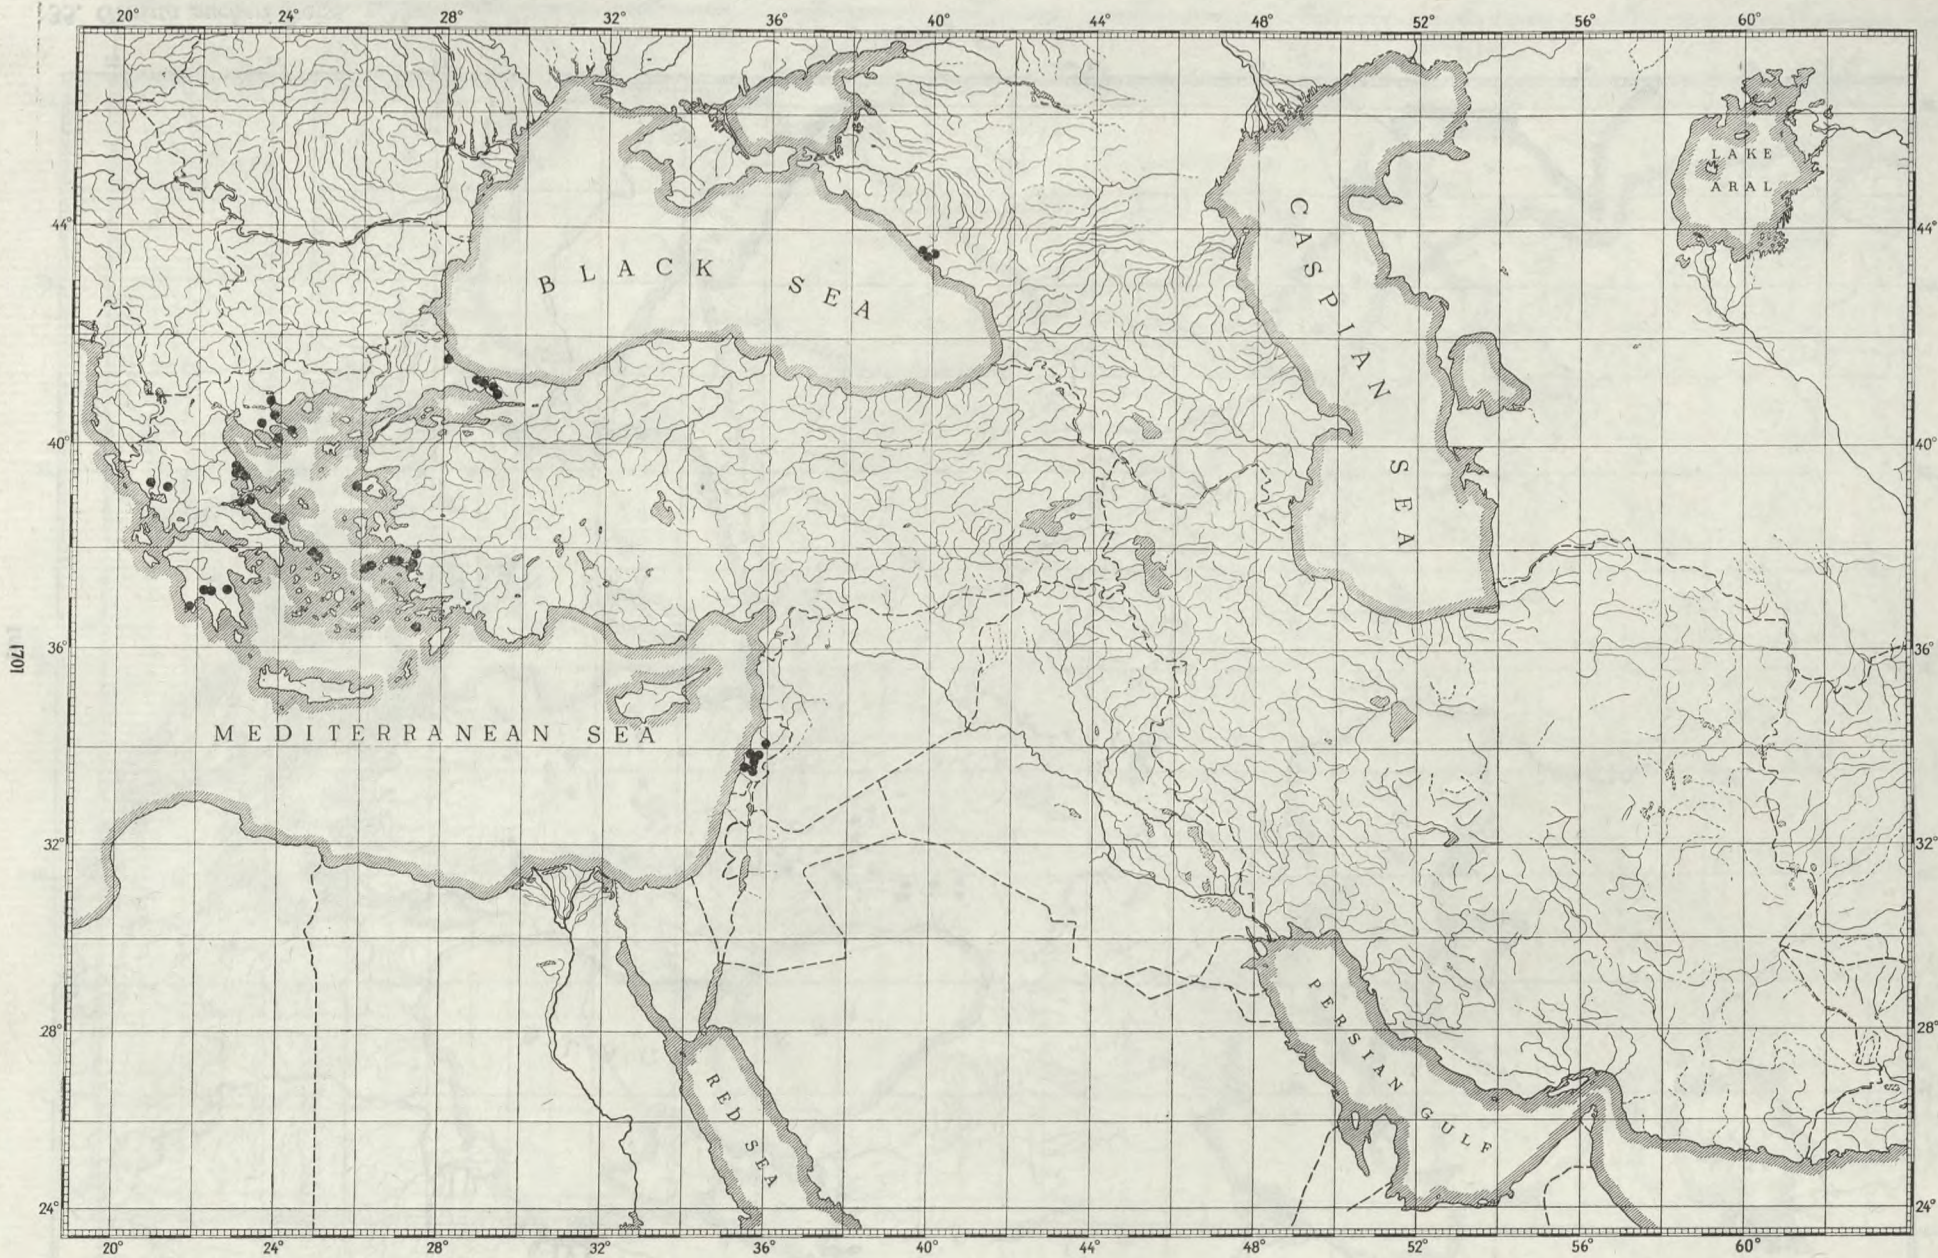 20° 24° 28° 32° 36° 40° 44° 48° 52° 56° 60°
LAKE
ARAL
44° 44°
CASPIAN SEA
BLACK SEA
40° 40°
36° 36°
[70]
MEDITERRANEAN SEA
32° 32°
PERSIAN GULF
28° 28°
RED SEA
24° 24°
20° 24° 28° 32° 36° 40° 44° 48° 52° 56° 60°